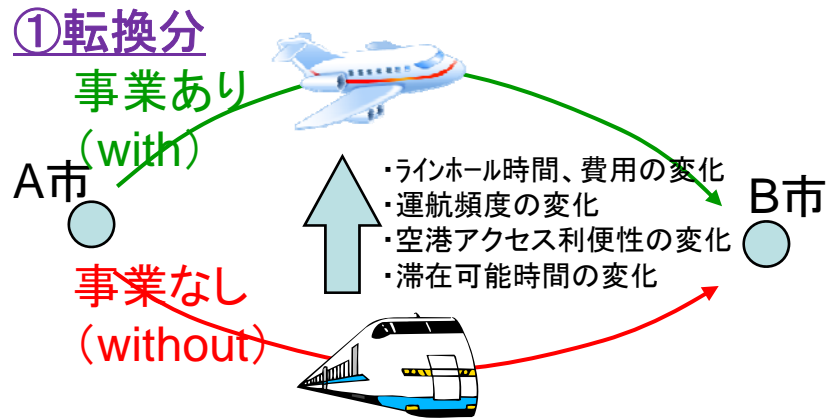 ①転換分
事業あり
（with）
A市
・ラインホール時間、費用の変化
・運航頻度の変化
・空港アクセス利便性の変化
・滞在可能時間の変化
B市
事業なし
（without）